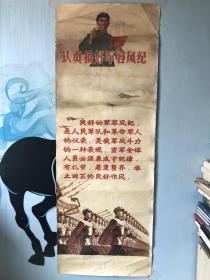 认真搞好军容风纪
良好的军容风纪
是人民军队和革命军人
的仪表，是我军战斗力
的一种表现，全军全体
人员必须养成守纪律，
有礼节，着装整齐，举
止端正的良好作风。